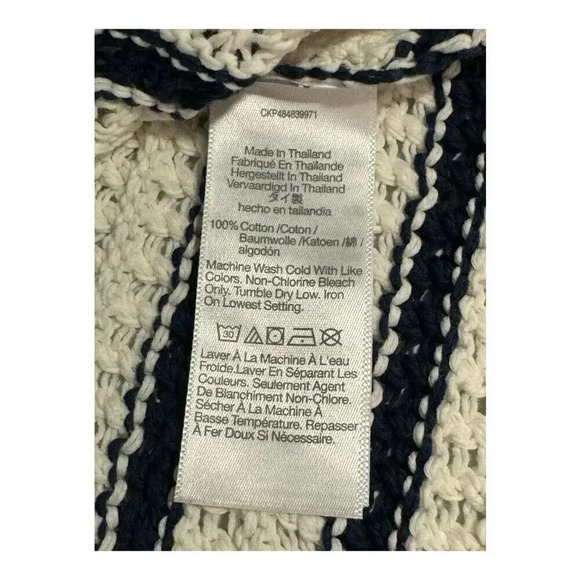 CKP484839971
Made In Thailand
Fabriqué En Thaïlande
Hergestellt In Thailand
Vervaardigd In Thailand
タイ製
hecho en tailandia
100% Cotton /Coton /
Baumwolle /Katoen /綿 /
algodón
Machine Wash Cold With Like
Colors. Non-Chlorine Bleach
Only. Tumble Dry Low. Iron
On Lowest Setting.
30
Laver À La Machine À L'eau
Froide.Laver En Séparant Les
Couleurs. Seulement Agent
De Blanchiment Non-Chlore.
Sécher À La Machine À
Basse Température. Repasser
À Fer Doux Si Nécessaire.